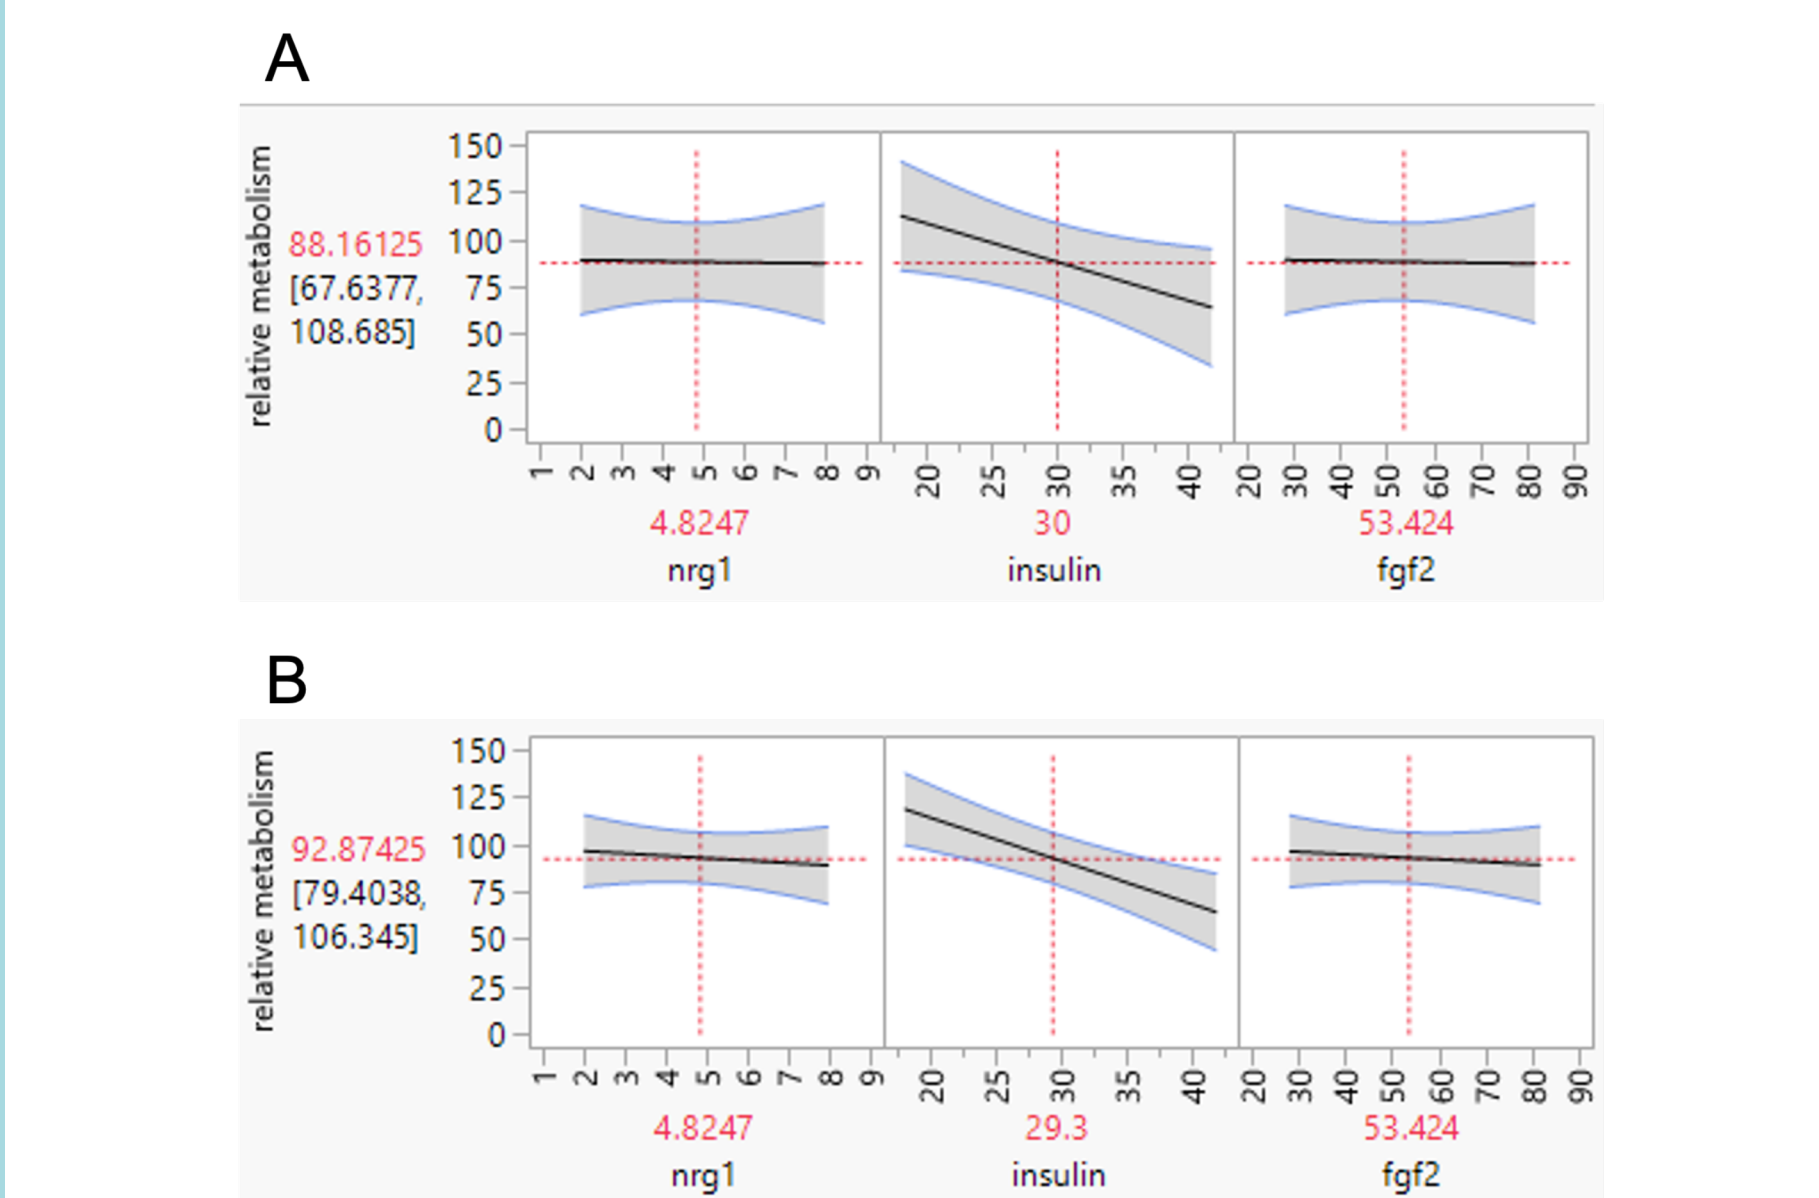 A
relative metabolism
88.16125
[67.6377,
108.685]
150
125
100
75
50
25
0
1 2 3 4 5 6 7 8 9
20 25 30 35 40
20 30 40 50 60 70 80 90
4.8247
30
53.424
nrg1
insulin
fgf2
B
relative metabolism
92.87425
[79.4038,
106.345]
150
125
100
75
50
25
0
1 2 3 4 5 6 7 8 9
20 25 30 35 40
20 30 40 50 60 70 80 90
4.8247
29.3
53.424
nrg1
insulin
fgf2